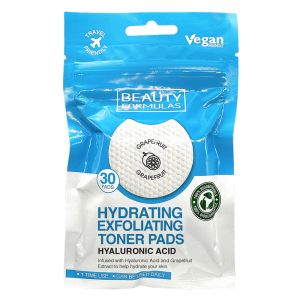 TRAVEL
FRIENDLY
Vegan
BEAUTY
FORMULAS
GRAPEFRUIT
GRAPEFRUIT
30
PADS
HYDRATING
EXFOLIATING
TONER PADS
HYALURONIC ACID
Infused with Hyaluronic Acid and Grapefruit
Extract to help hydrate your skin
• 1 TIME USE • CAN BE USED DAILY